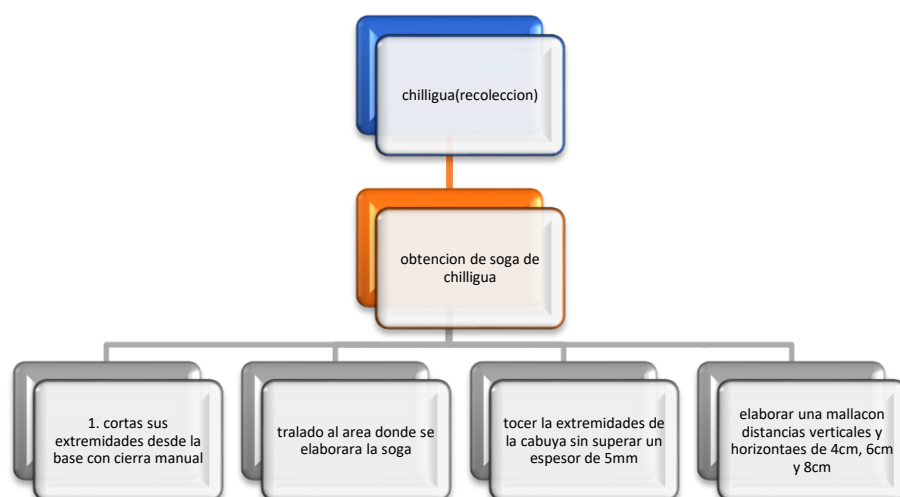 chilligua(recoleccion)
obtencion de soga de
chilligua
1. cortas sus
extremidades desde la
base con cierra manual
tralado al area donde se
elaborara la soga
tocer la extremidades de
la cabuya sin superar un
espesor de 5mm
elaborar una mallacon
distancias verticales y
horizontaes de 4cm, 6cm
y 8cm